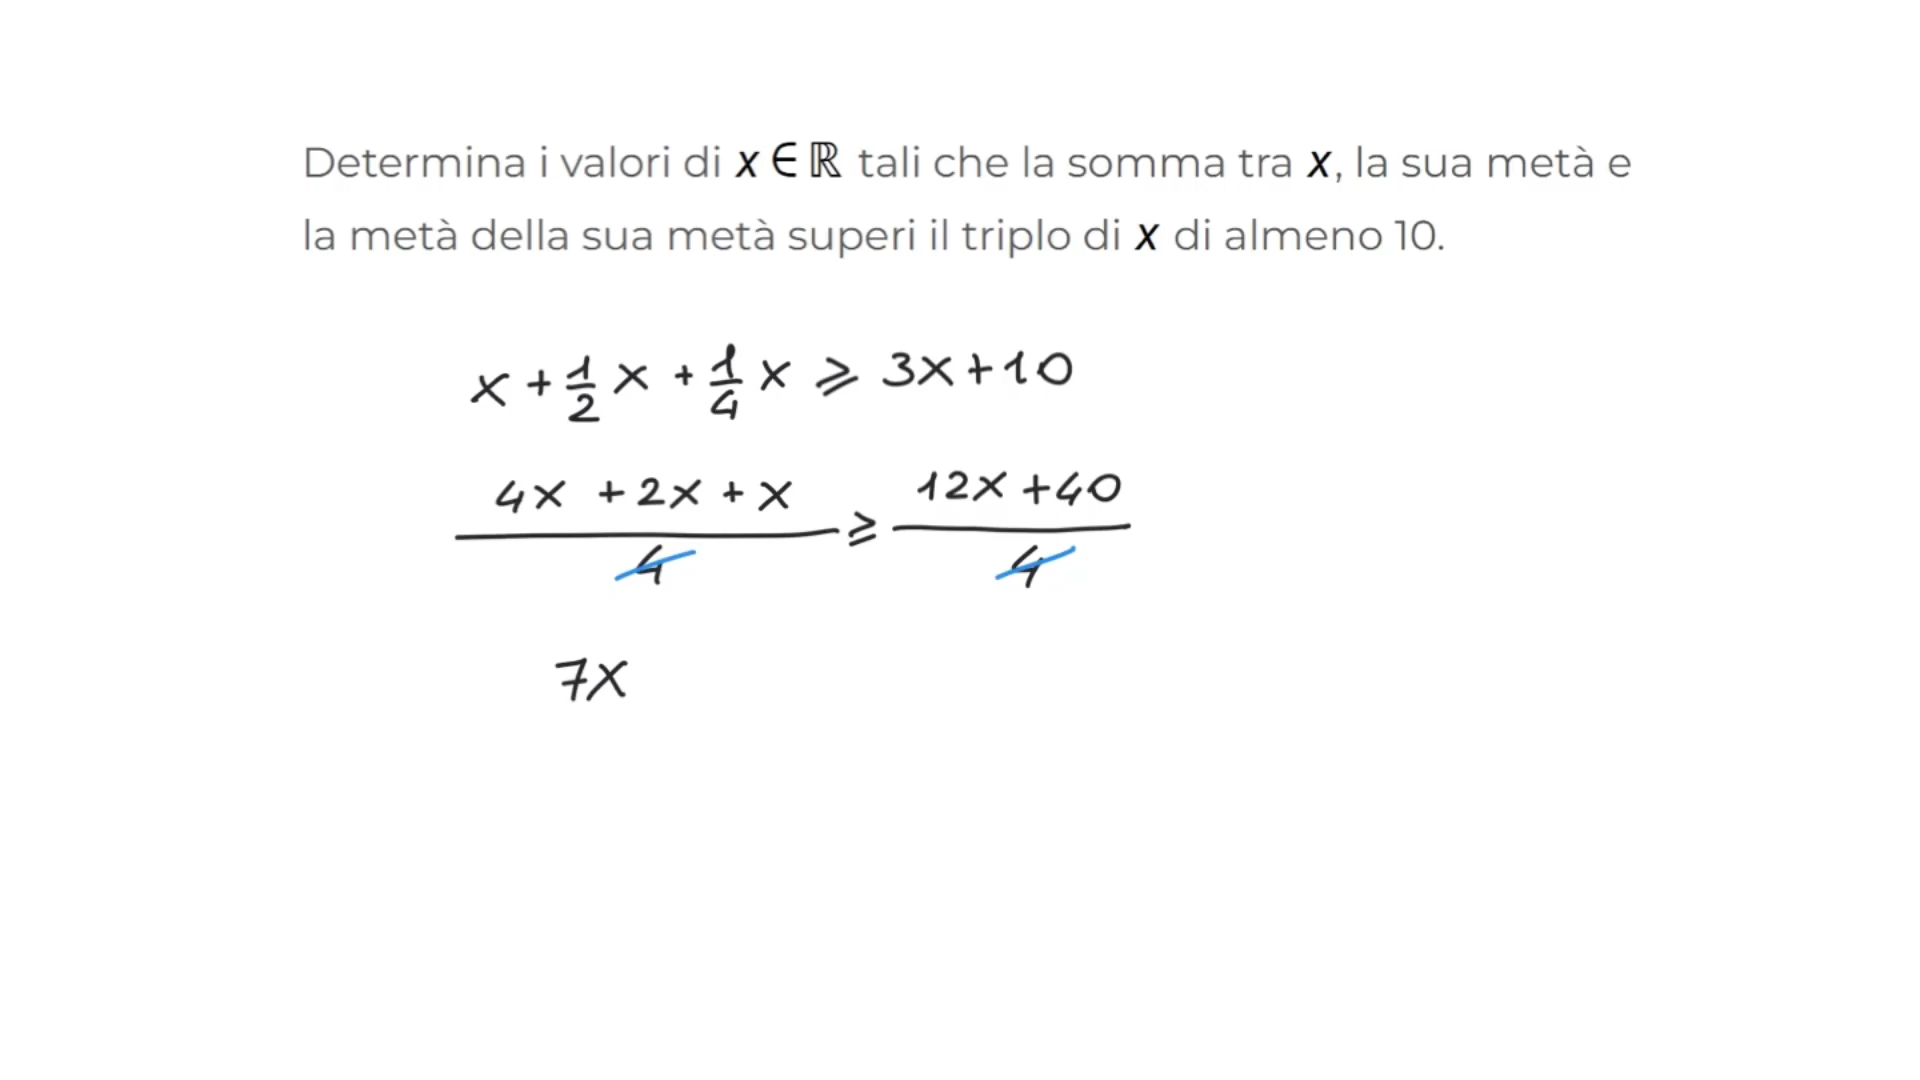 Determina i valori di x ∈ ℝ tali che la somma tra x, la sua metà e
la metà della sua metà superi il triplo di x di almeno 10.
x + 1/2 x + 1/4 x ⩾ 3x + 10
4x + 2x + x ⩾ 12x + 40
4 4
7x